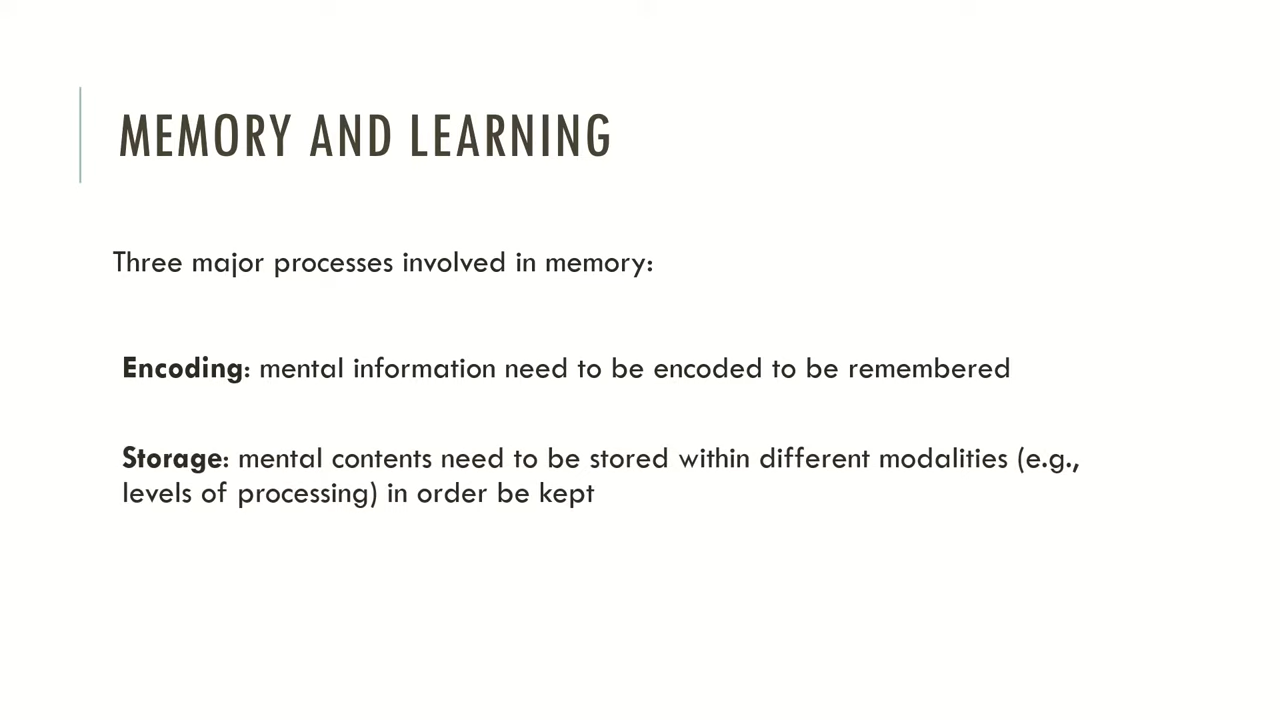 MEMORY AND LEARNING
Three major processes involved in memory:
Encoding: mental information need to be encoded to be remembered
Storage: mental contents need to be stored within different modalities (e.g.,
levels of processing) in order be kept